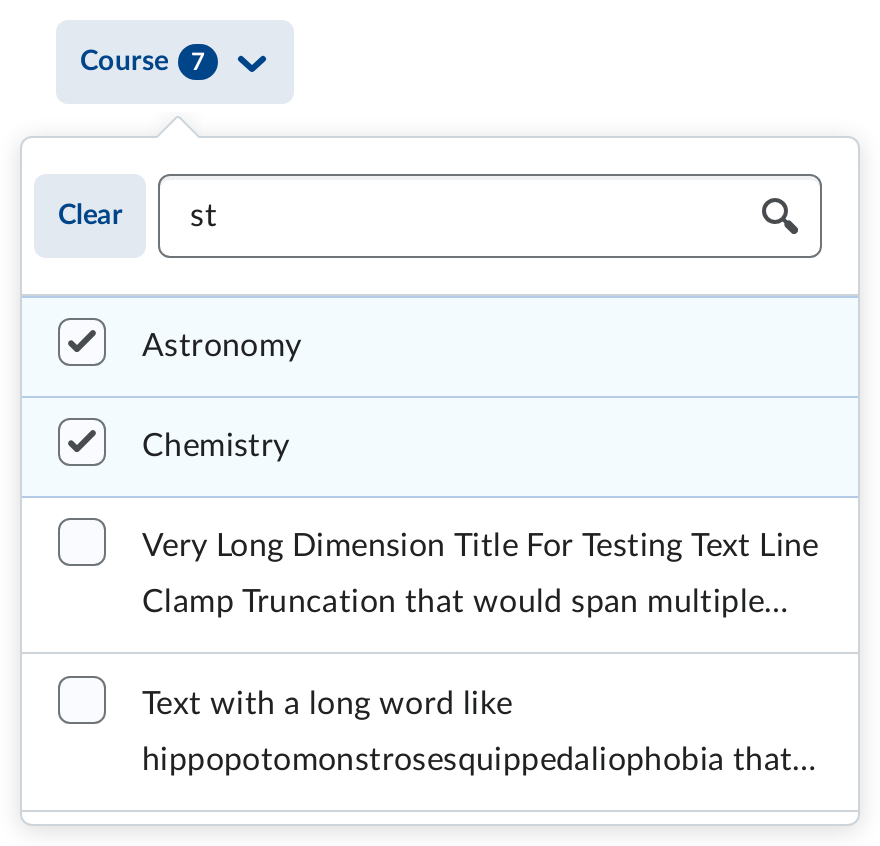 Course 7
Clear
st
Astronomy
Chemistry
Very Long Dimension Title For Testing Text Line
Clamp Truncation that would span multiple...
Text with a long word like
hippopotomonstrosesquippedaliophobia that...